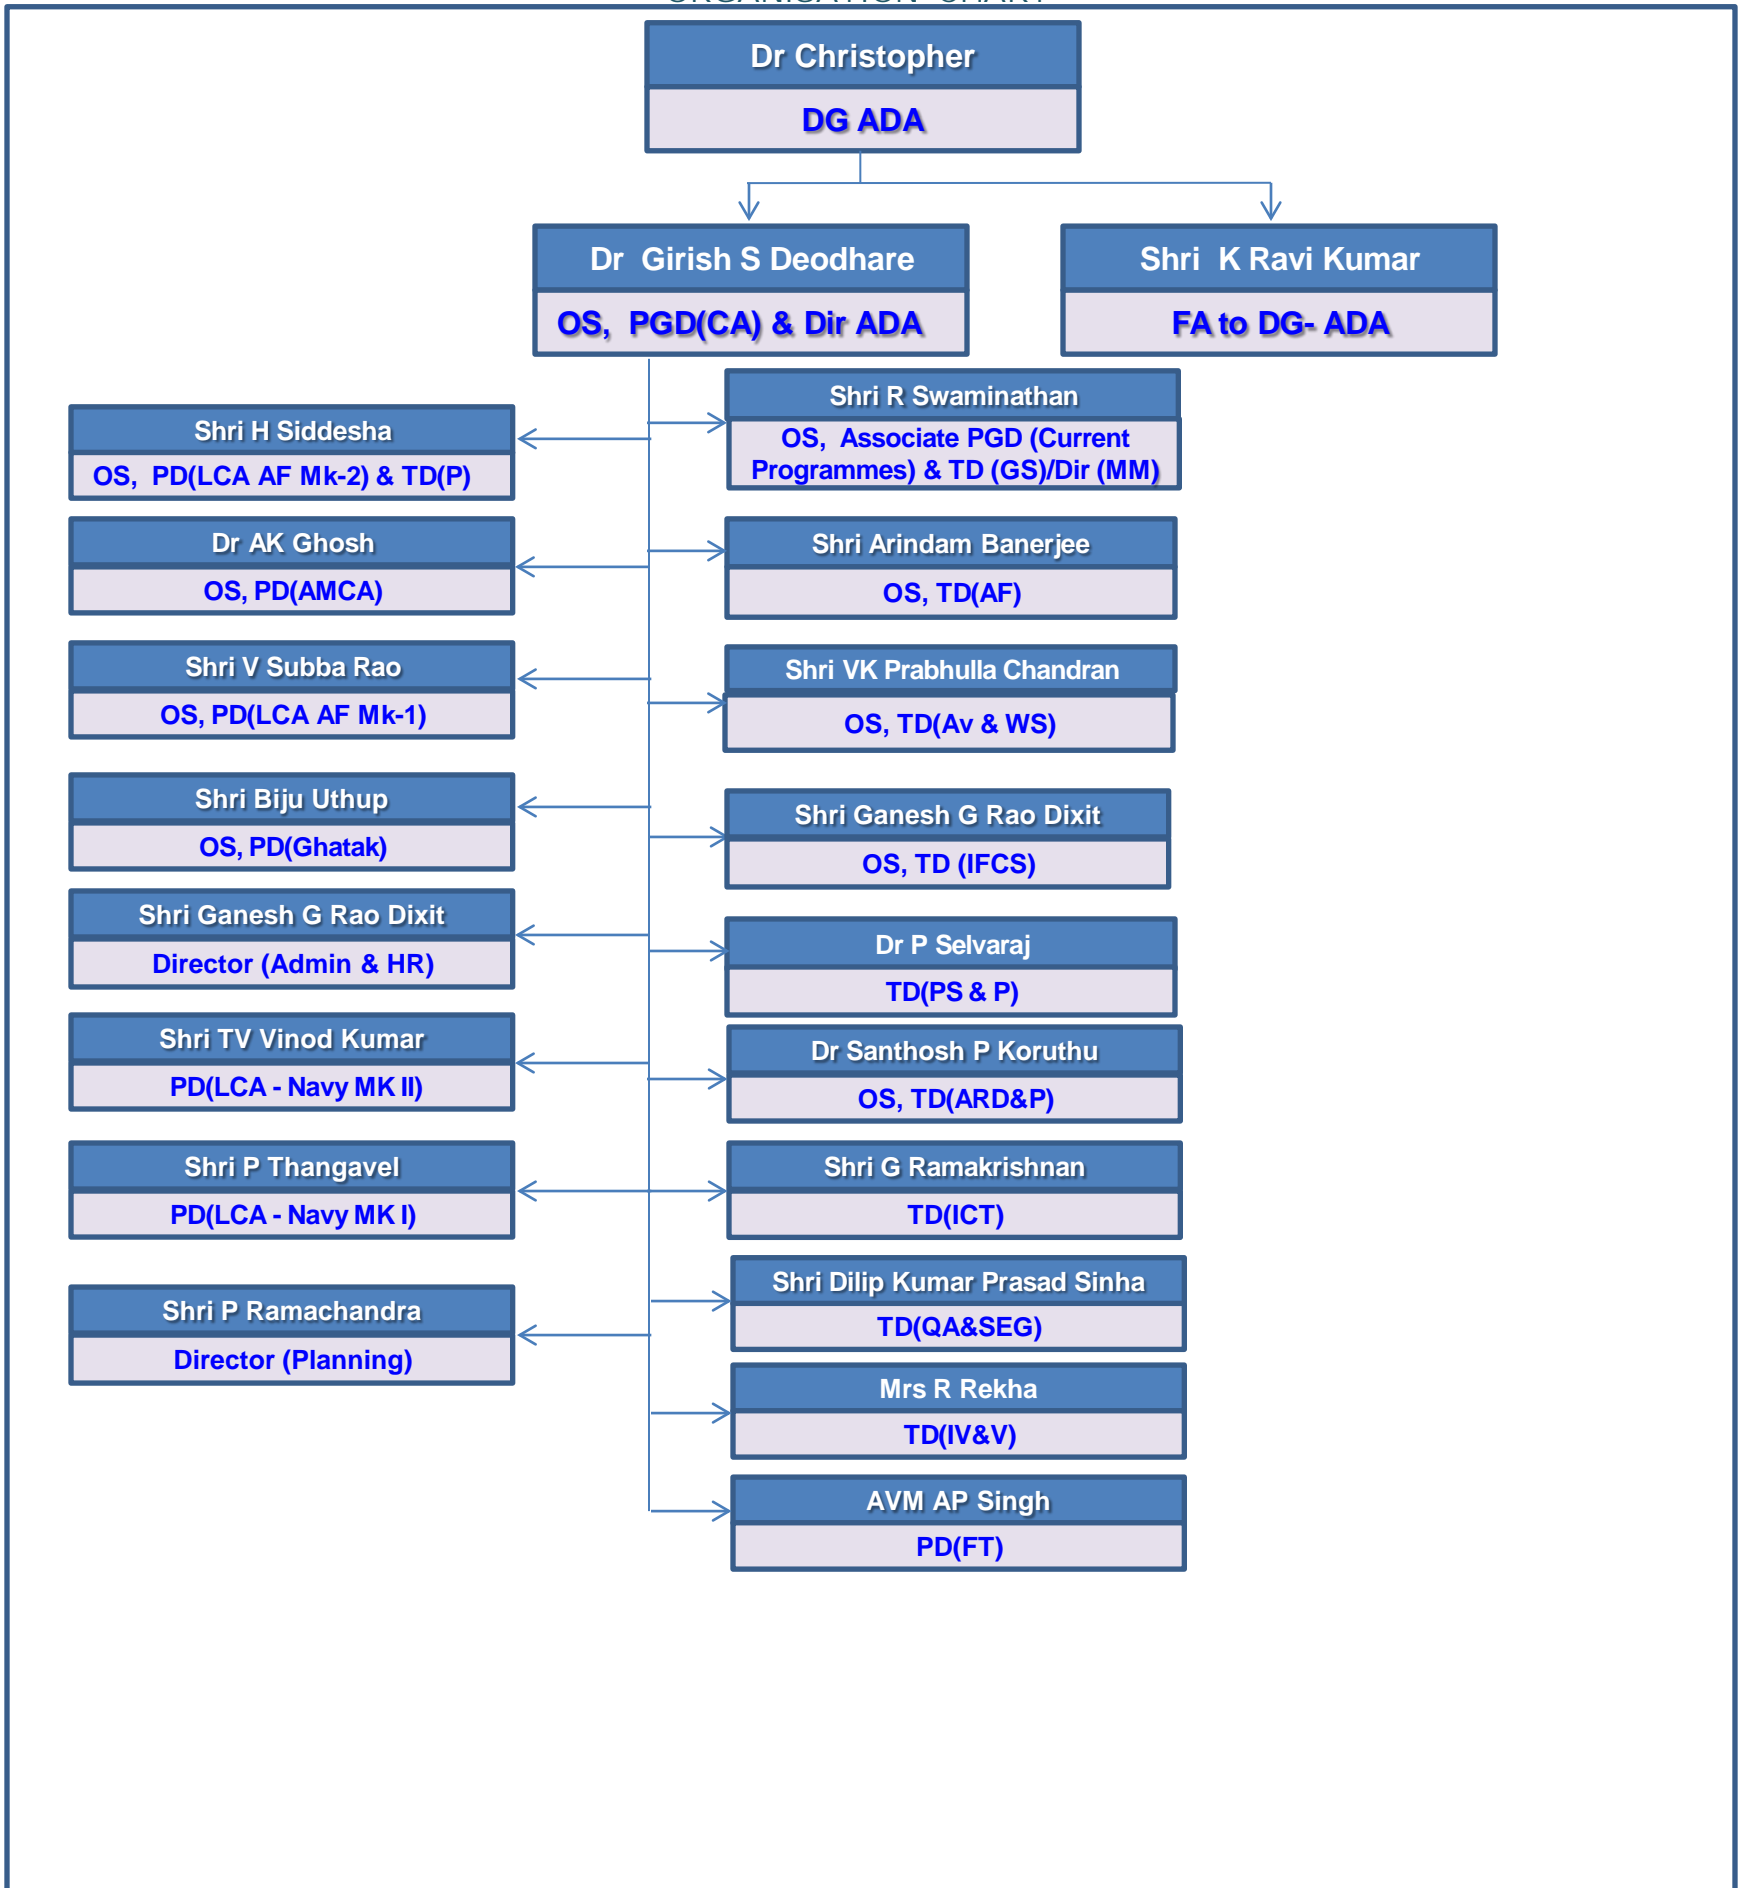 ORGANISATION CHART
Dr Christopher
DG ADA
Dr Girish S Deodhare
OS, PGD(CA) & Dir ADA
Shri K Ravi Kumar
FA to DG- ADA
Shri H Siddesha
OS, PD(LCA AF Mk-2) & TD(P)
Dr AK Ghosh
OS, PD(AMCA)
Shri V Subba Rao
OS, PD(LCA AF Mk-1)
Shri Biju Uthup
OS, PD(Ghatak)
Shri Ganesh G Rao Dixit
Director (Admin & HR)
Shri TV Vinod Kumar
PD(LCA - Navy MK II)
Shri P Thangavel
PD(LCA - Navy MK I)
Shri P Ramachandra
Director (Planning)
Shri R Swaminathan
OS, Associate PGD (Current
Programmes) & TD (GS)/Dir (MM)
Shri Arindam Banerjee
OS, TD(AF)
Shri VK Prabhulla Chandran
OS, TD(Av & WS)
Shri Ganesh G Rao Dixit
OS, TD (IFCS)
Dr P Selvaraj
TD(PS & P)
Dr Santhosh P Koruthu
OS, TD(ARD&P)
Shri G Ramakrishnan
TD(ICT)
Shri Dilip Kumar Prasad Sinha
TD(QA&SEG)
Mrs R Rekha
TD(IV&V)
AVM AP Singh
PD(FT)